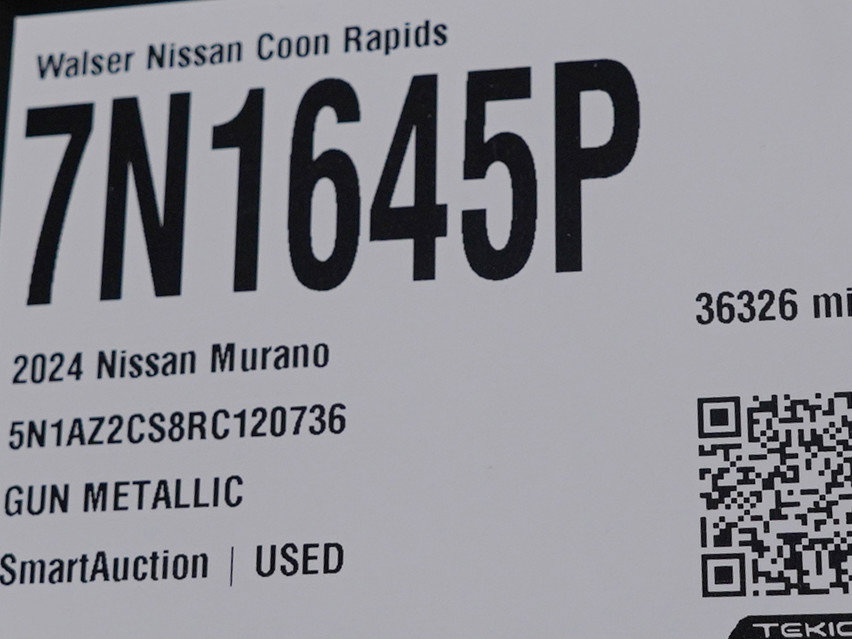 Walser Nissan Coon Rapids
7N1645P
36326 mi
2024 Nissan Murano
5N1AZ2CS8RC120736
GUN METALLIC
SmartAuction | USED